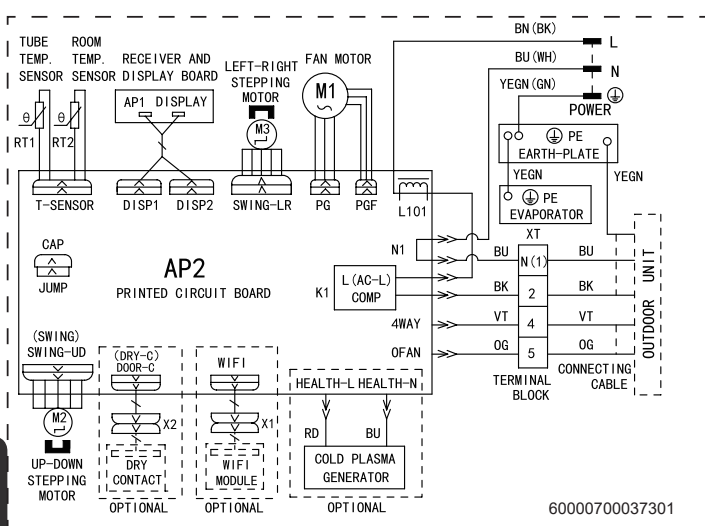 BN(BK)
L
BU(WH)
N
YEGN(GN)
POWER
TUBE
TEMP.
SENSOR
ROOM
TEMP.
SENSOR
RECEIVER AND
DISPLAY BOARD
LEFT-RIGHT
STEPPING
MOTOR
FAN MOTOR
AP1 DISPLAY
M1
M3
θ
θ
RT1
RT2
PE
EARTH-PLATE
YEGN
YEGN
PE
EVAPORATOR
T-SENSOR
DISP1
DISP2
SWING-LR
PG
PGF
L101
CAP
JUMP
AP2
PRINTED CIRCUIT BOARD
N1
K1
L(AC-L)
COMP
4WAY
OFAN
XT
BU
N(1)
BU
BK
2
BK
VT
4
VT
OG
5
OG
TERMINAL
BLOCK
CONNECTING
CABLE
OUTDOOR UNIT
(SWING)
SWING-UD
M2
UP-DOWN
STEPPING
MOTOR
(DRY-C)
DOOR-C
X2
DRY
CONTACT
OPTIONAL
WIFI
X1
WIFI
MODULE
OPTIONAL
HEALTH-L HEALTH-N
RD
BU
COLD PLASMA
GENERATOR
OPTIONAL
60000700037301